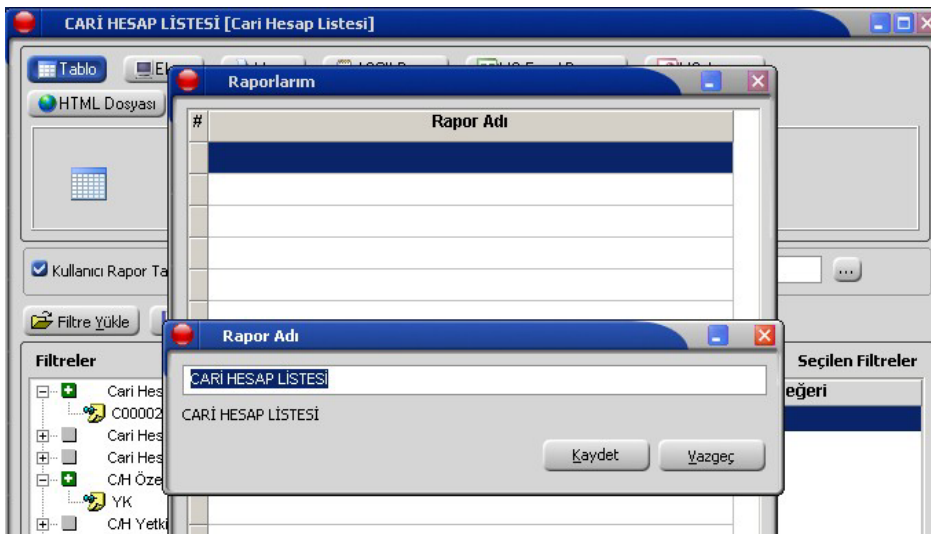 CARİ HESAP LİSTESİ [Cari Hesap Listesi]
Tablo
HTML Dosyası
Raporlarım
# Rapor Adı
Kullanıcı Rapor Ta
...
Filtre Yükle
Rapor Adı
CARİ HESAP LİSTESİ
CARİ HESAP LİSTESİ
Kaydet Vazgeç
Filtreler
Seçilen Filtreler
eğeri
Cari Hes
C00002
Cari Hes
Cari Hes
C/H Öze
YK
C/H Yetki